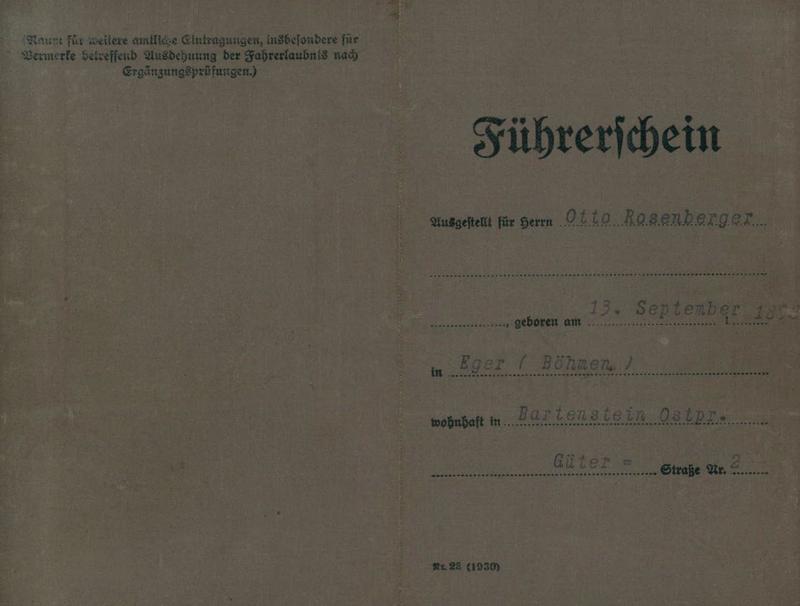 (Raum für weitere amtliche Eintragungen, insbesondere für
Vermerke betreffend Ausdehnung der Fahrerlaubnis nach
Ergänzungsprüfungen.)
Führerschein
Ausgestellt für Herrn Otto Rosenberger
, geboren am 13. September
in Eger ( Böhmen. )
wohnhaft in Bartenstein Ostpr.
Güter = Straße Nr. 2
Nr. 28 (1930)